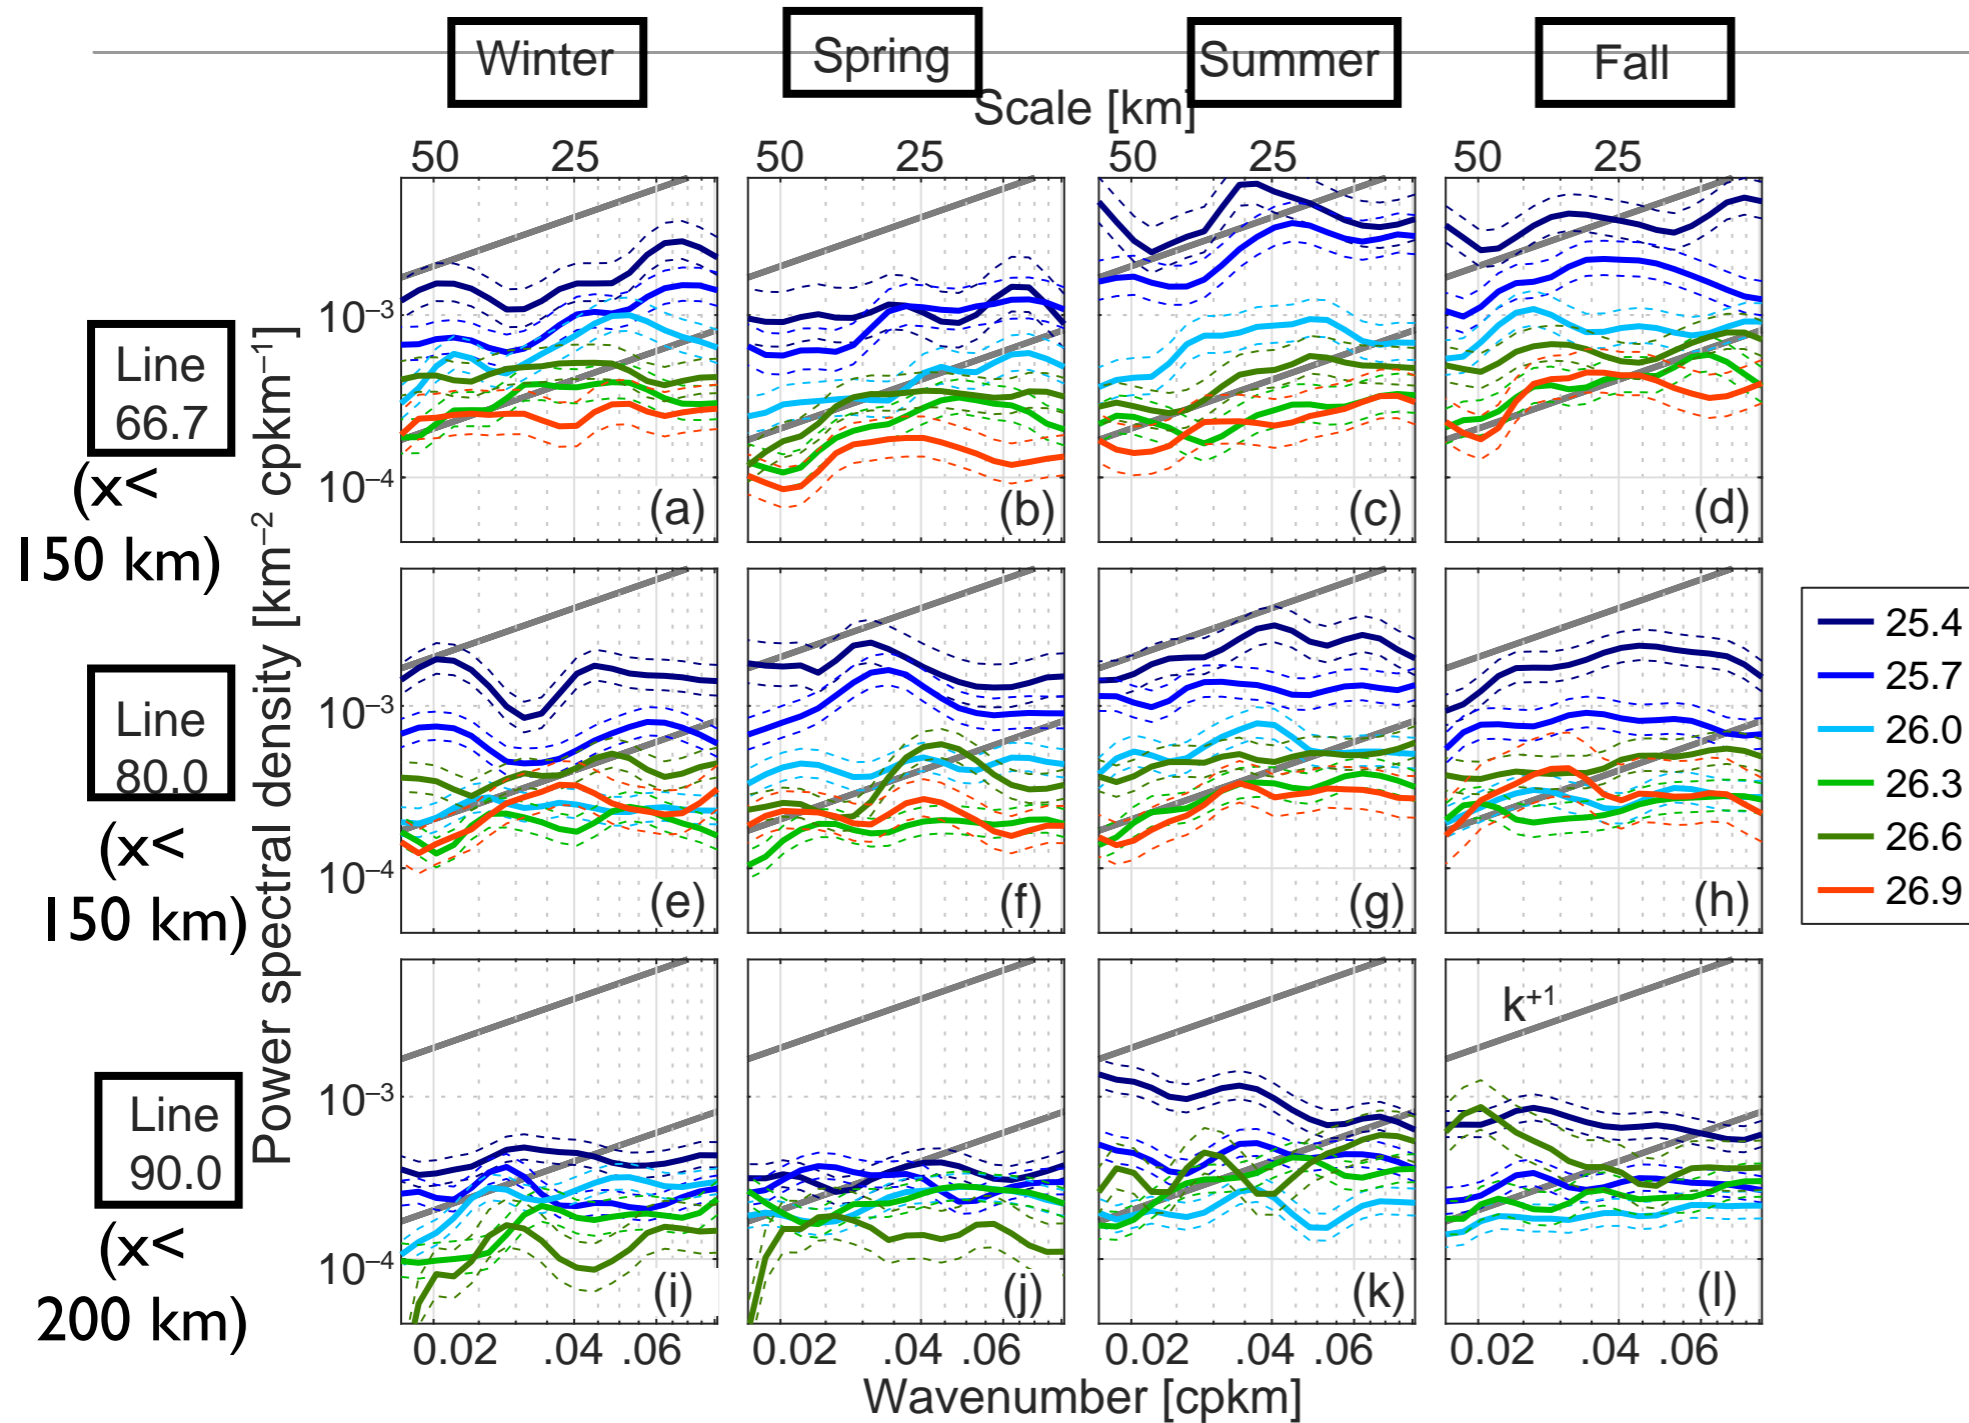 Winter Spring Summer Fall
Scale [km]
50 25 50 25 50 25 50 25
Line
66.7
(x<
150 km)
Line
80.0
(x<
150 km)
Line
90.0
(x<
200 km)
Power spectral density [km⁻² cpkm⁻¹]
10⁻³
10⁻⁴
(a) (b) (c) (d)
10⁻³
10⁻⁴
(e) (f) (g) (h)
25.4
25.7
26.0
26.3
26.6
26.9
k⁺¹
10⁻³
10⁻⁴
(i) (j) (k) (l)
0.02 .04 .06 0.02 .04 .06 0.02 .04 .06 0.02 .04 .06
Wavenumber [cpkm]